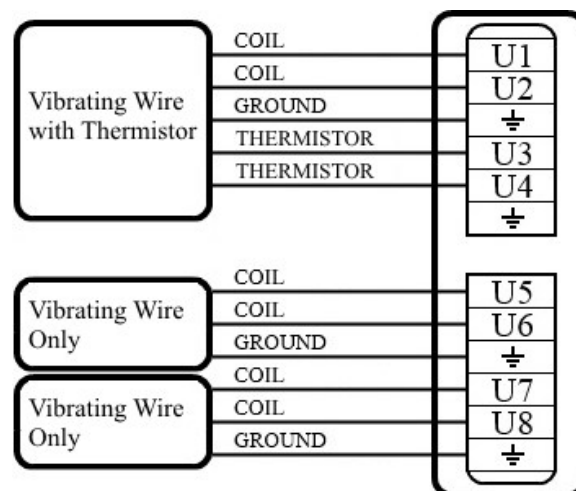 Vibrating Wire
with Thermistor
COIL
COIL
GROUND
THERMISTOR
THERMISTOR
U1
U2
U3
U4
Vibrating Wire
Only
COIL
COIL
GROUND
Vibrating Wire
Only
COIL
COIL
GROUND
U5
U6
U7
U8